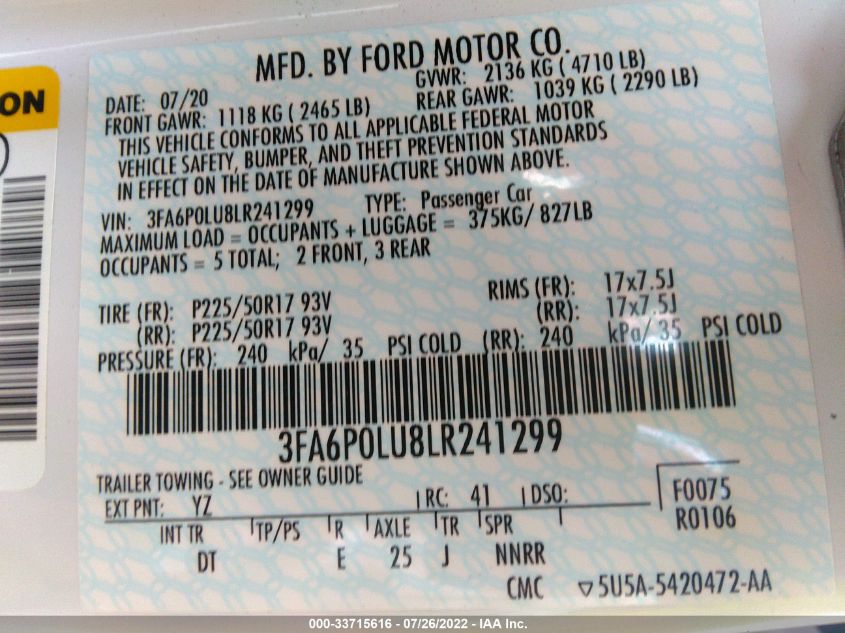 ON
MFD. BY FORD MOTOR CO.
DATE: 07/20 GVWR: 2136 KG ( 4710 LB)
FRONT GAWR: 1118 KG ( 2465 LB) REAR GAWR: 1039 KG ( 2290 LB)
THIS VEHICLE CONFORMS TO ALL APPLICABLE FEDERAL MOTOR
VEHICLE SAFETY, BUMPER, AND THEFT PREVENTION STANDARDS
IN EFFECT ON THE DATE OF MANUFACTURE SHOWN ABOVE.
VIN: 3FA6P0LU8LR241299 TYPE: Passenger Car
MAXIMUM LOAD = OCCUPANTS + LUGGAGE = 375KG/ 827LB
OCCUPANTS = 5 TOTAL; 2 FRONT, 3 REAR
TIRE (FR): P225/50R17 93V RIMS (FR): 17x7.5J
(RR): P225/50R17 93V (RR): 17x7.5J
PRESSURE (FR): 240 kPa/ 35 PSI COLD (RR): 240 kPa/ 35 PSI COLD
3FA6P0LU8LR241299
TRAILER TOWING - SEE OWNER GUIDE
EXT PNT: YZ RC: 41 DSO: F0075
R0106
INT TR TP/PS R AXLE TR SPR
DT E 25 J NNRR
CMC ▽5U5A-5420472-AA
000-33715616 - 07/26/2022 - IAA Inc.